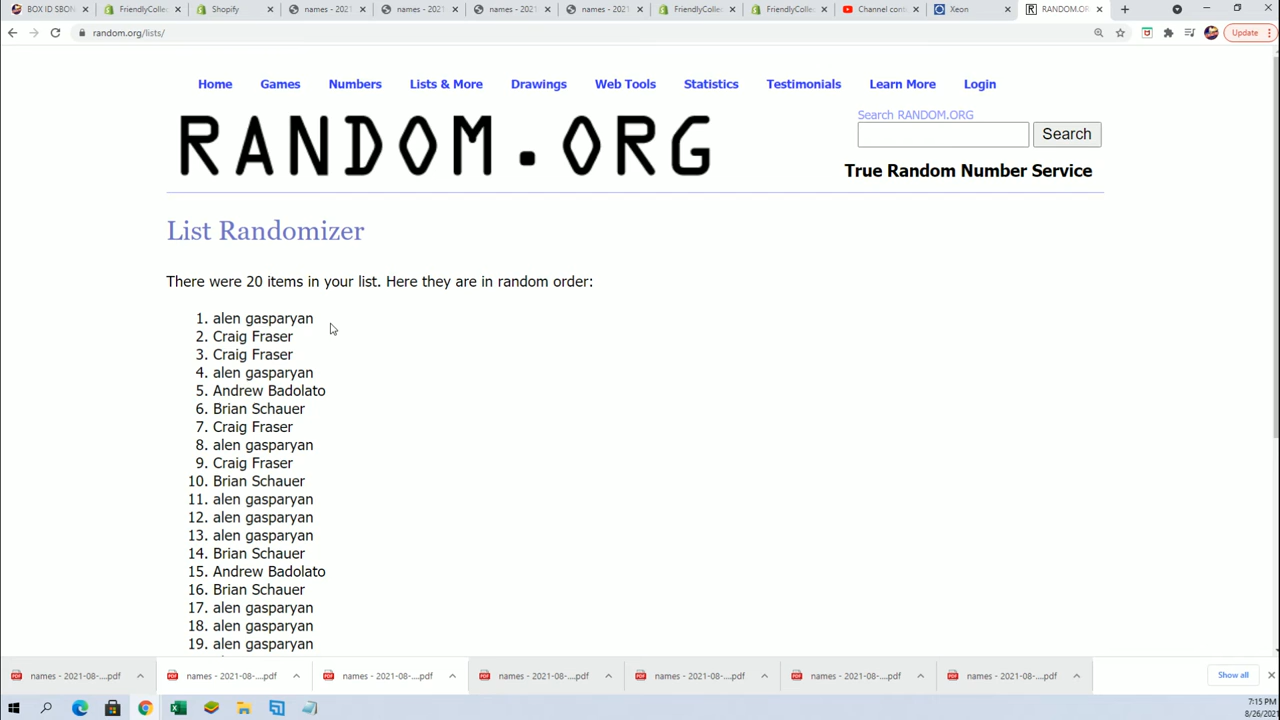 BOX ID SBON
FriendlyCollect
Shopify
names - 2021
names - 2021
names - 2021
names - 2021
FriendlyCollec
FriendlyCollec
Channel conte
Xeon
RANDOM.OR
random.org/lists/
Update
Home Games Numbers Lists & More Drawings Web Tools Statistics Testimonials Learn More Login
Search RANDOM.ORG
RANDOM.ORG
Search
True Random Number Service
List Randomizer
There were 20 items in your list. Here they are in random order:
1. alen gasparyan
2. Craig Fraser
3. Craig Fraser
4. alen gasparyan
5. Andrew Badolato
6. Brian Schauer
7. Craig Fraser
8. alen gasparyan
9. Craig Fraser
10. Brian Schauer
11. alen gasparyan
12. alen gasparyan
13. alen gasparyan
14. Brian Schauer
15. Andrew Badolato
16. Brian Schauer
17. alen gasparyan
18. alen gasparyan
19. alen gasparyan
names - 2021-08-....pdf
names - 2021-08-....pdf
names - 2021-08-....pdf
names - 2021-08-....pdf
names - 2021-08-....pdf
names - 2021-08-....pdf
names - 2021-08-....pdf
Show all
7:15 PM
8/26/2021